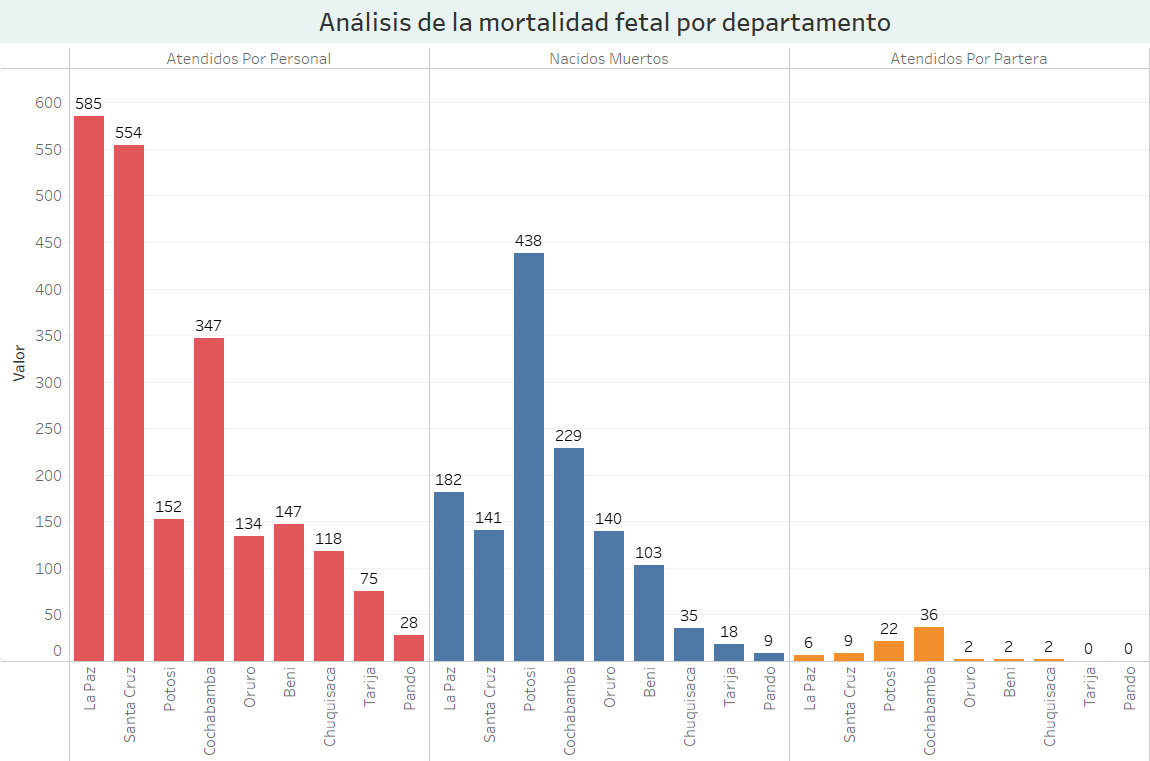 Análisis de la mortalidad fetal por departamento
Atendidos Por Personal
Nacidos Muertos
Atendidos Por Partera
Valor
600
550
500
450
400
350
300
250
200
150
100
50
0
585
554
152
347
134
147
118
75
28
182
141
438
229
140
103
35
18
9
6
9
22
36
2
2
2
0
0
La Paz
Santa Cruz
Potosi
Cochabamba
Oruro
Beni
Chuquisaca
Tarija
Pando
La Paz
Santa Cruz
Potosi
Cochabamba
Oruro
Beni
Chuquisaca
Tarija
Pando
La Paz
Santa Cruz
Potosi
Cochabamba
Oruro
Beni
Chuquisaca
Tarija
Pando